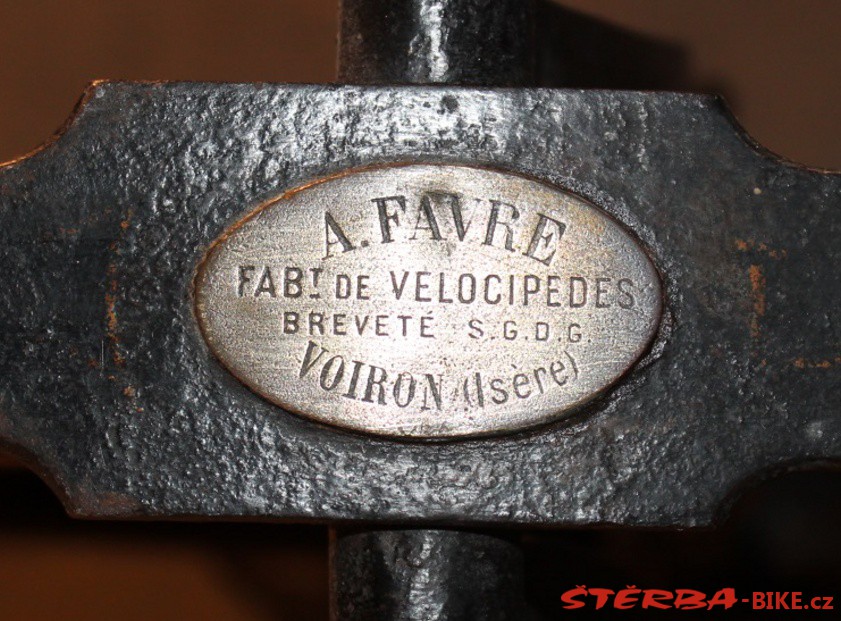 A. FAVRE
FABT DE VELOCIPEDES
BREVETÉ S.G.D.G.
VOIRON (Isère)
ŠTĚRBA-BIKE.cz